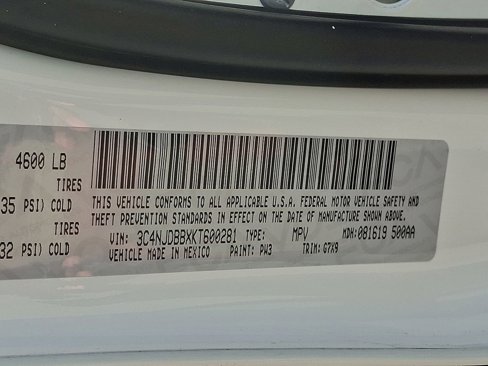 4600 LB
TIRES
35 PSI) COLD
TIRES
32 PSI) COLD
THIS VEHICLE CONFORMS TO ALL APPLICABLE U.S.A. FEDERAL MOTOR VEHICLE SAFETY AND
THEFT PREVENTION STANDARDS IN EFFECT ON THE DATE OF MANUFACTURE SHOWN ABOVE.
VIN: 3C4NJDBBXKT600281 TYPE: MPV MDH: 081619 500AA
VEHICLE MADE IN MEXICO PAINT: PW3 TRIM: G7X9